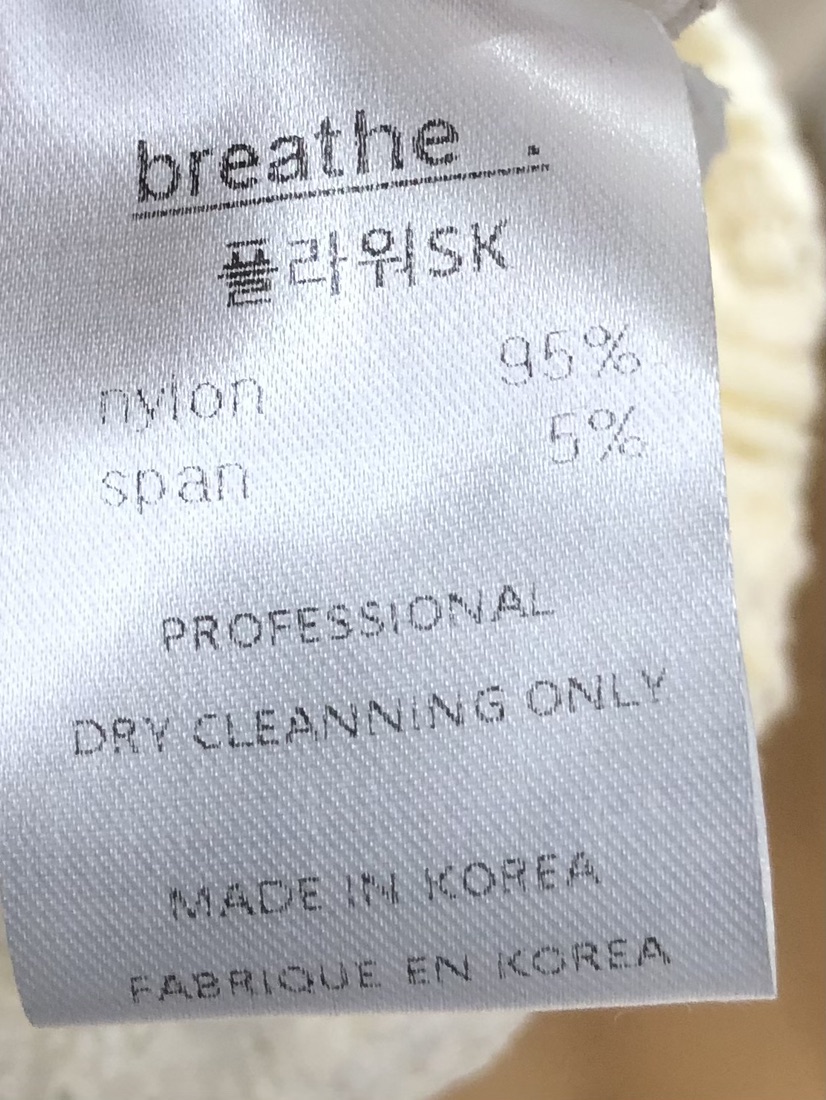 breathe .
플라워SK
nylon 95%
span 5%
PROFESSIONAL
DRY CLEANNING ONLY
MADE IN KOREA
FABRIQUE EN KOREA